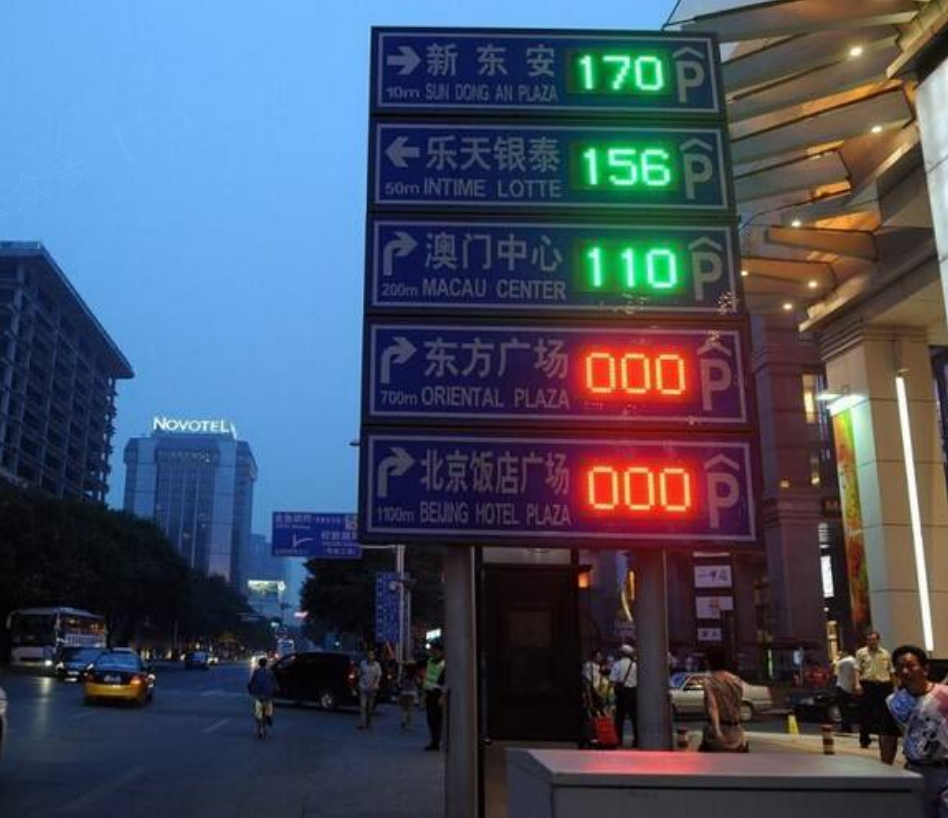 新东安
170
P
10m SUN DONG AN PLAZA
乐天银泰
156
P
50m INTIME LOTTE
澳门中心
110
P
200m MACAU CENTER
东方广场
000
P
700m ORIENTAL PLAZA
北京饭店广场
000
P
1100m BEIJING HOTEL PLAZA
NOVOTEL